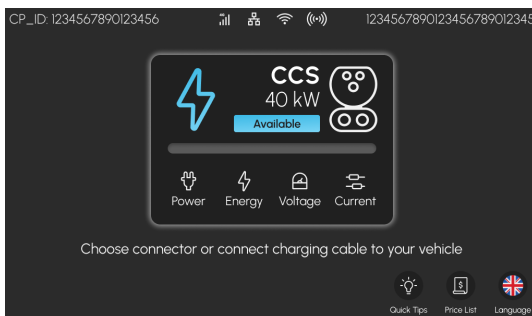 CP_ID: 1234567890123456
1234567890123456789012345
CCS
40 kW
Available
Power Energy Voltage Current
Choose connector or connect charging cable to your vehicle
Quick Tips Price List Language